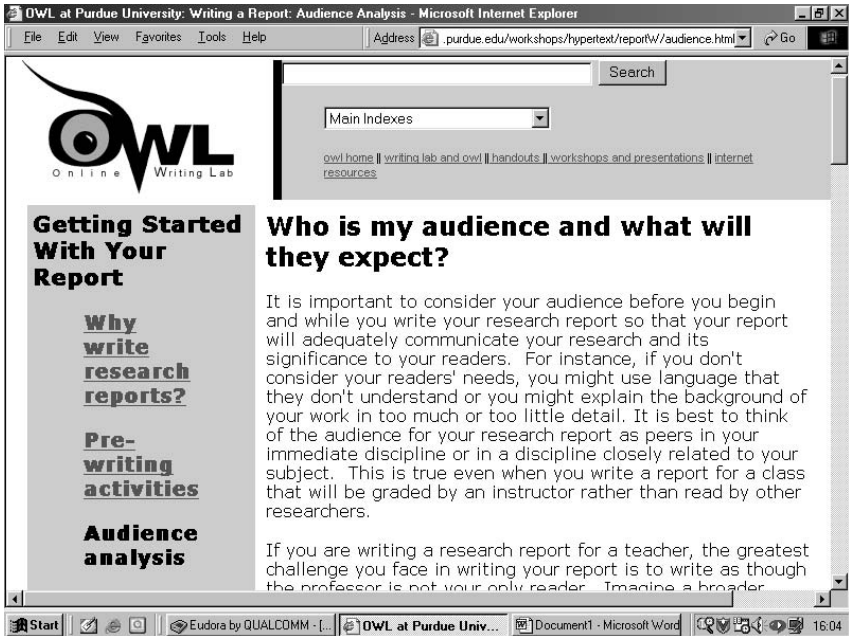 OWL at Purdue University: Writing a Report: Audience Analysis - Microsoft Internet Explorer
File Edit View Favorites Tools Help Address .purdue.edu/workshops/hypertext/reportW/audience.html Go
Search
Main Indexes
owl home || writing lab and owl || handouts || workshops and presentations || internet
resources
OWL
Online Writing Lab
Getting Started
With Your
Report
Why
write
research
reports?
Pre-
writing
activities
Audience
analysis
Who is my audience and what will
they expect?
It is important to consider your audience before you begin
and while you write your research report so that your report
will adequately communicate your research and its
significance to your readers. For instance, if you don't
consider your readers' needs, you might use language that
they don't understand or you might explain the background of
your work in too much or too little detail. It is best to think
of the audience for your research report as peers in your
immediate discipline or in a discipline closely related to your
subject. This is true even when you write a report for a class
that will be graded by an instructor rather than read by other
researchers.
If you are writing a research report for a teacher, the greatest
challenge you face in writing your report is to write as though
the professor is not your only reader. Imagine a broader
Start Eudora by QUALCOMM - [... OWL at Purdue Univ... Document1 - Microsoft Word 16:04